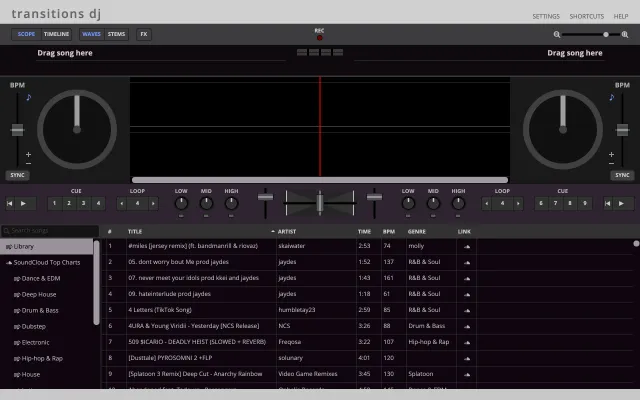 transitions dj
SETTINGS SHORTCUTS HELP
SCOPE TIMELINE WAVES STEMS FX REC
Drag song here Drag song here
BPM BPM
SYNC SYNC
CUE LOOP LOW MID HIGH LOW MID HIGH LOOP CUE
1 2 3 4 4 4 6 7 8 9
Search songs # TITLE ARTIST TIME BPM GENRE LINK
Library 1 #miles [jersey remix] (ft. bandmanrill & riovaz) skaiwater 2:53 74 molly
SoundCloud Top Charts 2 05. dont worry bout Me prod jaydes jaydes 1:52 137 R&B & Soul
Dance & EDM 3 07. never meet your idols prod kkei and jaydes jaydes 1:43 161 R&B & Soul
Deep House 4 09. hateinterlude prod jaydes jaydes 1:18 61 R&B & Soul
Drum & Bass 5 4 Letters (TikTok Song) humbletay23 2:59 85 R&B & Soul
Dubstep 6 4URA & Young Viridii - Yesterday [NCS Release] NCS 3:26 88 Drum & Bass
Electronic 7 509 $ICARIO - DEADLY HEIST (SLOWED + REVERB) Freqosa 3:22 107 Hip-hop & Rap
Hip-hop & Rap 8 [Dusttale] PYROSOMNI 2 +FLP solunary 4:01 120
House 9 [Splatoon 3 Remix] Deep Cut - Anarchy Rainbow Video Game Remixes 3:45 130 Splatoon